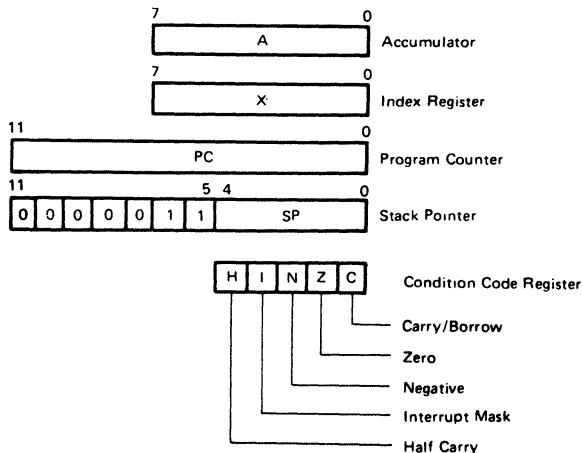 7 0
A Accumulator
7 0
X Index Register
11 0
PC Program Counter
11 5 4 0
0 0 0 0 0 1 1 SP Stack Pointer
H I N Z C Condition Code Register
Carry/Borrow
Zero
Negative
Interrupt Mask
Half Carry